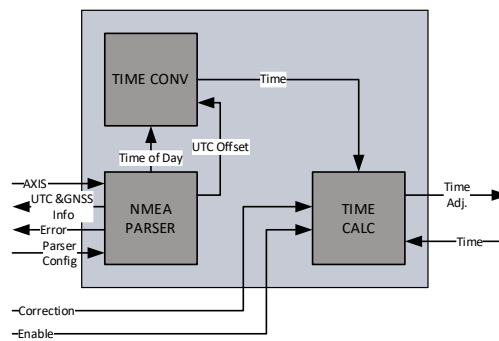 TIME CONV
Time
UTC Offset
Time of Day
AXIS
UTC &GNSS
Info
Error
Parser
Config
NMEA
PARSER
TIME
CALC
Time
Adj.
Time
Correction
Enable